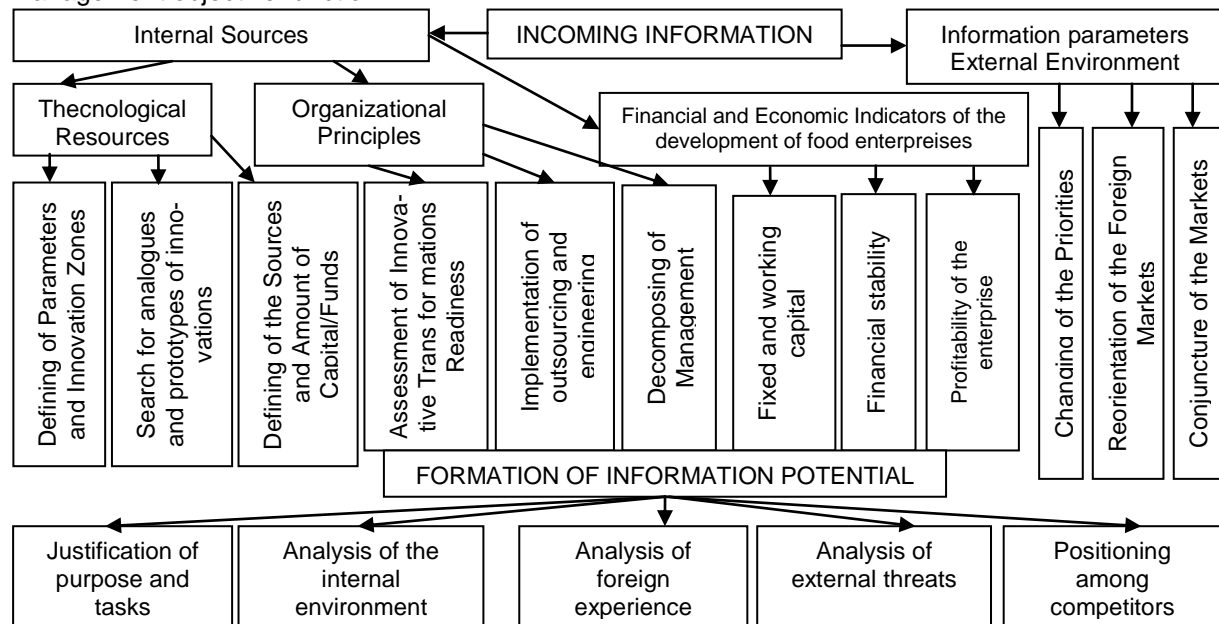 Internal Sources
INCOMING INFORMATION
Information parameters
External Environment
Thecnological
Resources
Organizational
Principles
Financial and Economic Indicators of the
development of food enterpreises
Defining of Parameters
and Innovation Zones
Search for analogues
and prototypes of inno-
vations
Defining of the Sources
and Amount of
Capital/Funds
Assessment of Innova-
tive Trans for mations
Readiness
Implementation of
outsourcing and
engineering
Decomposing of
Management
Fixed and working
capital
Financial stability
Profitability of the
enterprise
Changing of the Priorities
Reorientation of the Foreign
Markets
Conjuncture of the Markets
FORMATION OF INFORMATION POTENTIAL
Justification of
purpose and
tasks
Analysis of the
internal
environment
Analysis of
foreign
experience
Analysis of
external threats
Positioning
among
competitors